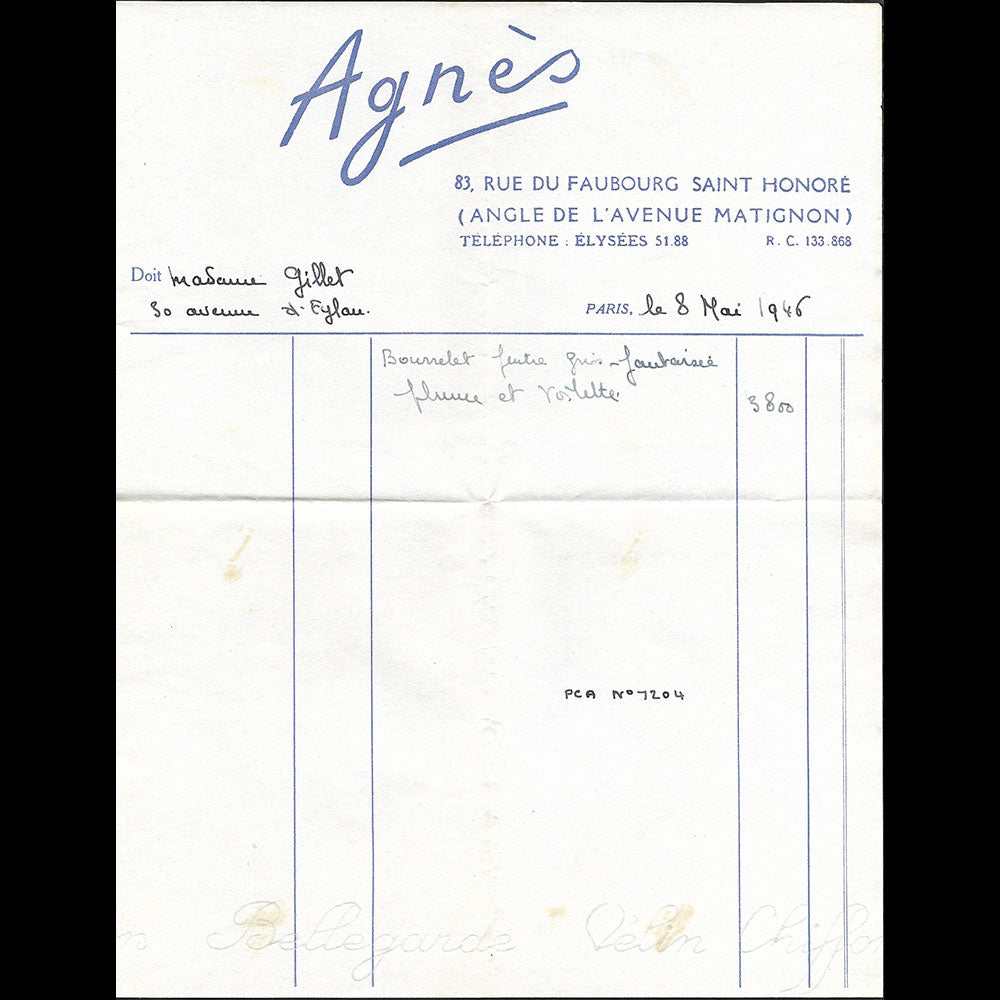 Agnès
83, RUE DU FAUBOURG SAINT HONORÉ
(ANGLE DE L'AVENUE MATIGNON)
TÉLÉPHONE : ÉLYSÉES 51.88 R. C. 133.868
Doit Madame Gillet
30 avenue d'Eylau.
PARIS, le 8 Mai 1946
Bourrelet feutre gris - fantaisie
plume et voilette
3800
PCA N° 7204
Bellegarde Vélin Chiffon